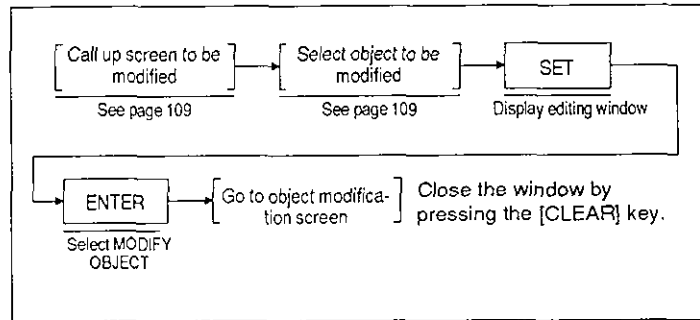 Call up screen to be
modified
See page 109
Select object to be
modified
See page 109
SET
Display editing window
ENTER
Select MODIFY
OBJECT
Go to object modifica-
tion screen
Close the window by
pressing the [CLEAR] key.